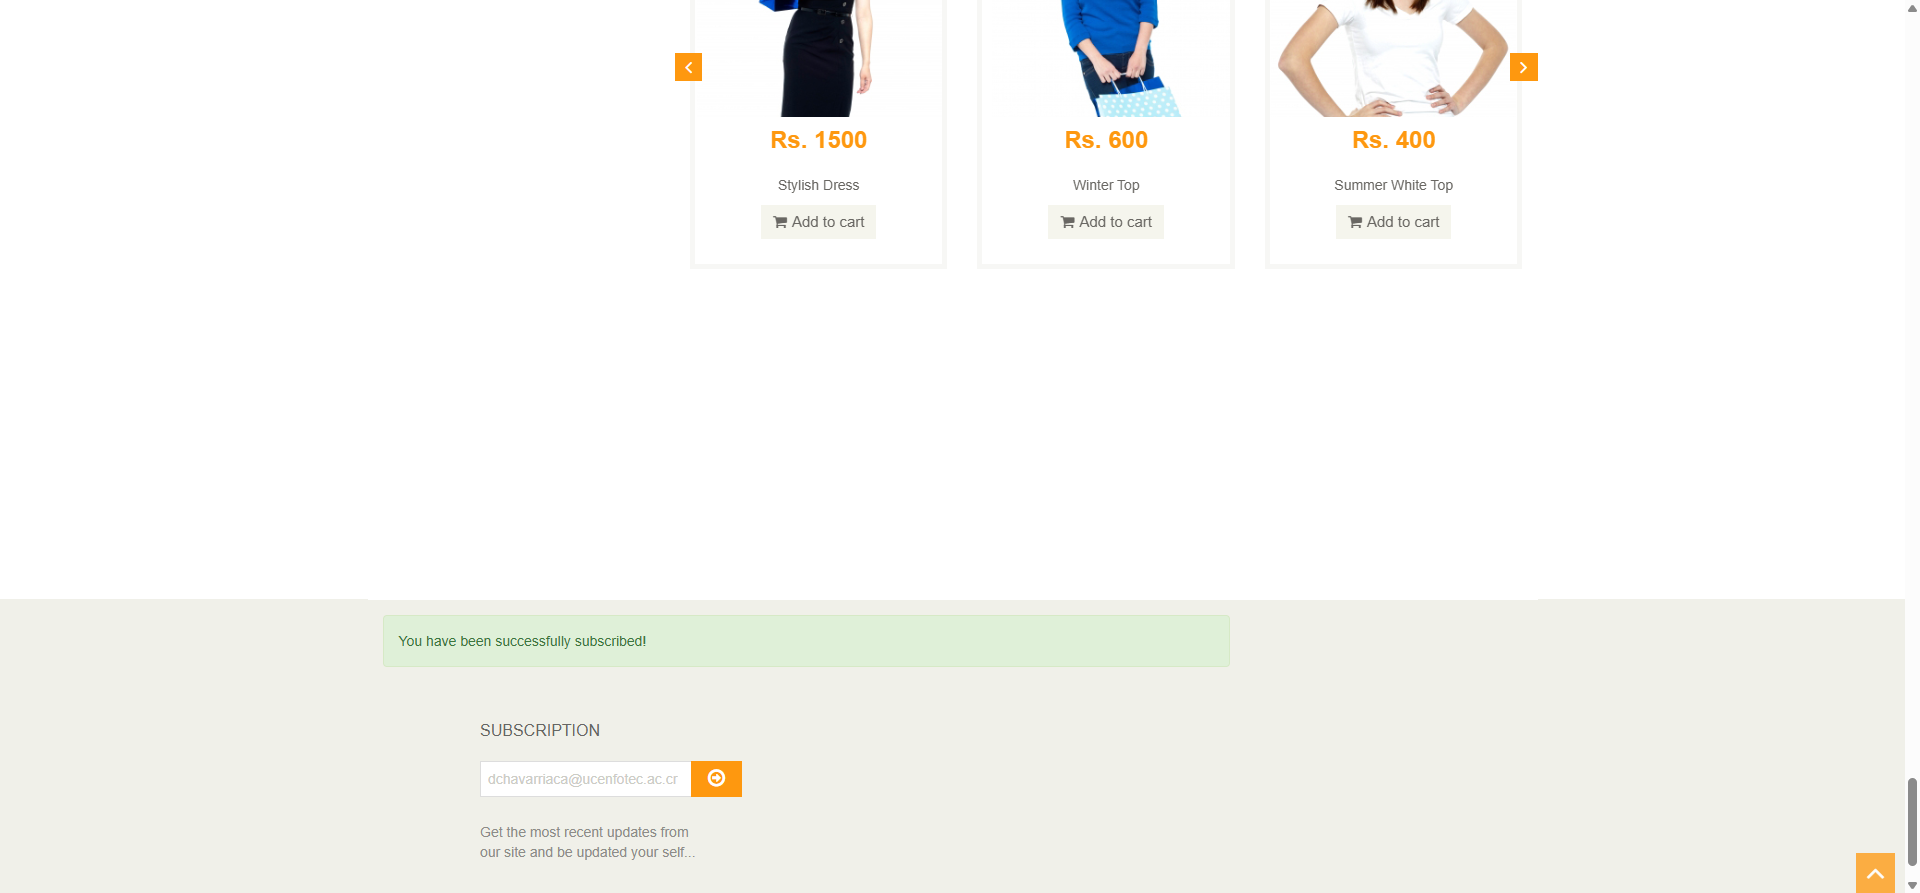 Rs. 1500
Rs. 600
Rs. 400
Stylish Dress
Winter Top
Summer White Top
Add to cart
Add to cart
Add to cart
You have been successfully subscribed!
SUBSCRIPTION
dchavarriaca@ucenfotec.ac.cr
Get the most recent updates from
our site and be updated your self...